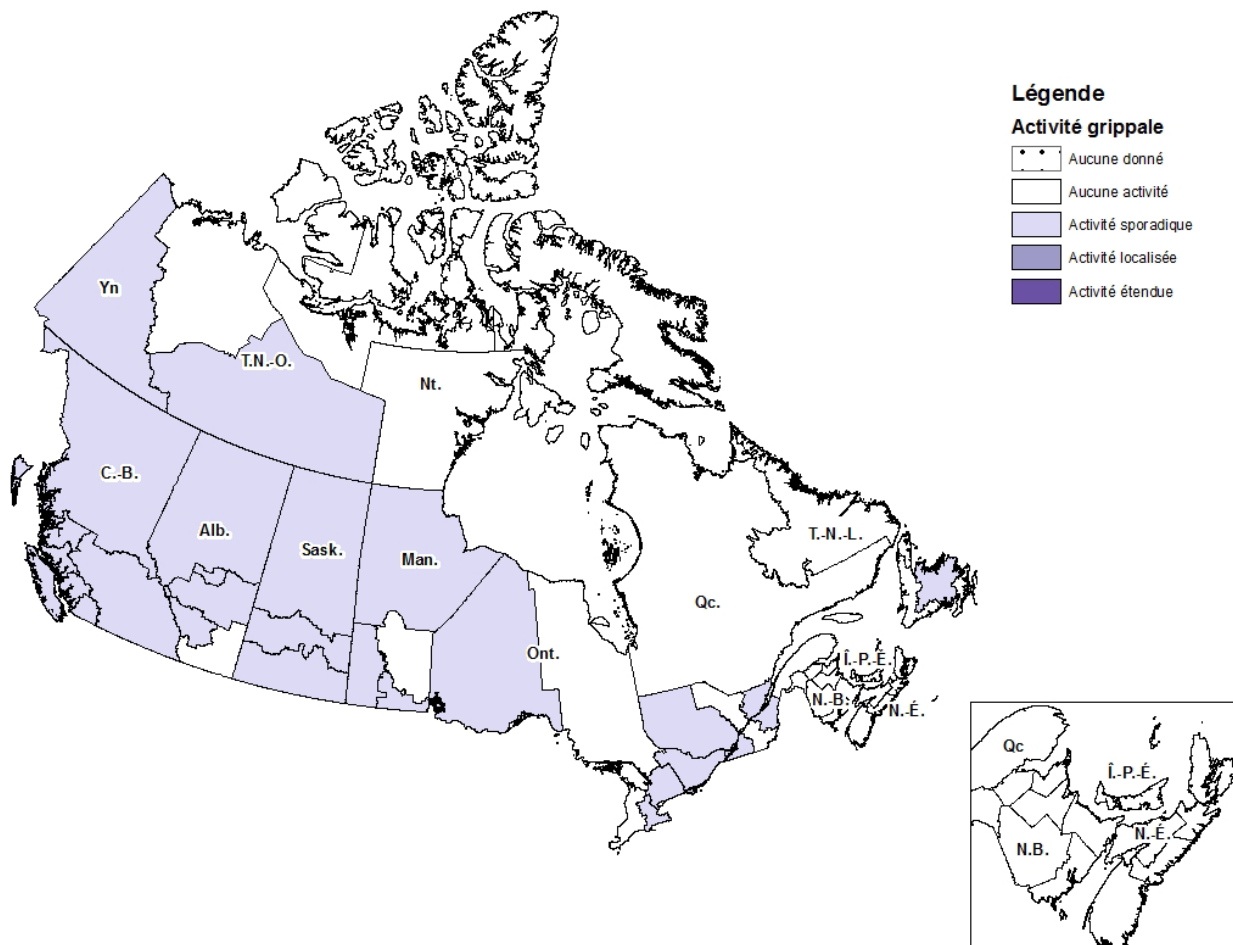 Légende
Activité grippale
Aucune donné
Aucune activité
Activité sporadique
Activité localisée
Activité étendue
Yn
T.N.-O.
Nt.
C.-B.
Alb.
Sask.
Man.
T.-N.-L.
Qc.
Ont.
Î.-P.-É.
N.-B.
N.-É.
Qc
Î.-P.-É.
N.-É.
N.B.